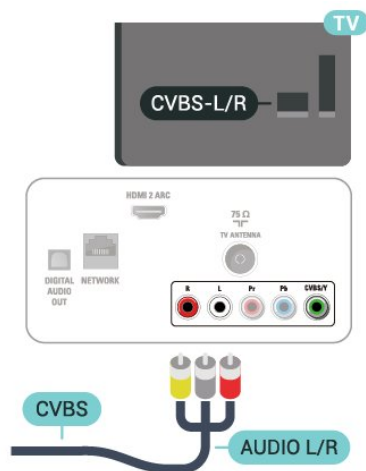 TV
CVBS-L/R
HDMI 2 ARC
75 Ω
TV ANTENNA
DIGITAL
AUDIO
OUT
NETWORK
R L Pr Pb CVBS/Y
CVBS
AUDIO L/R